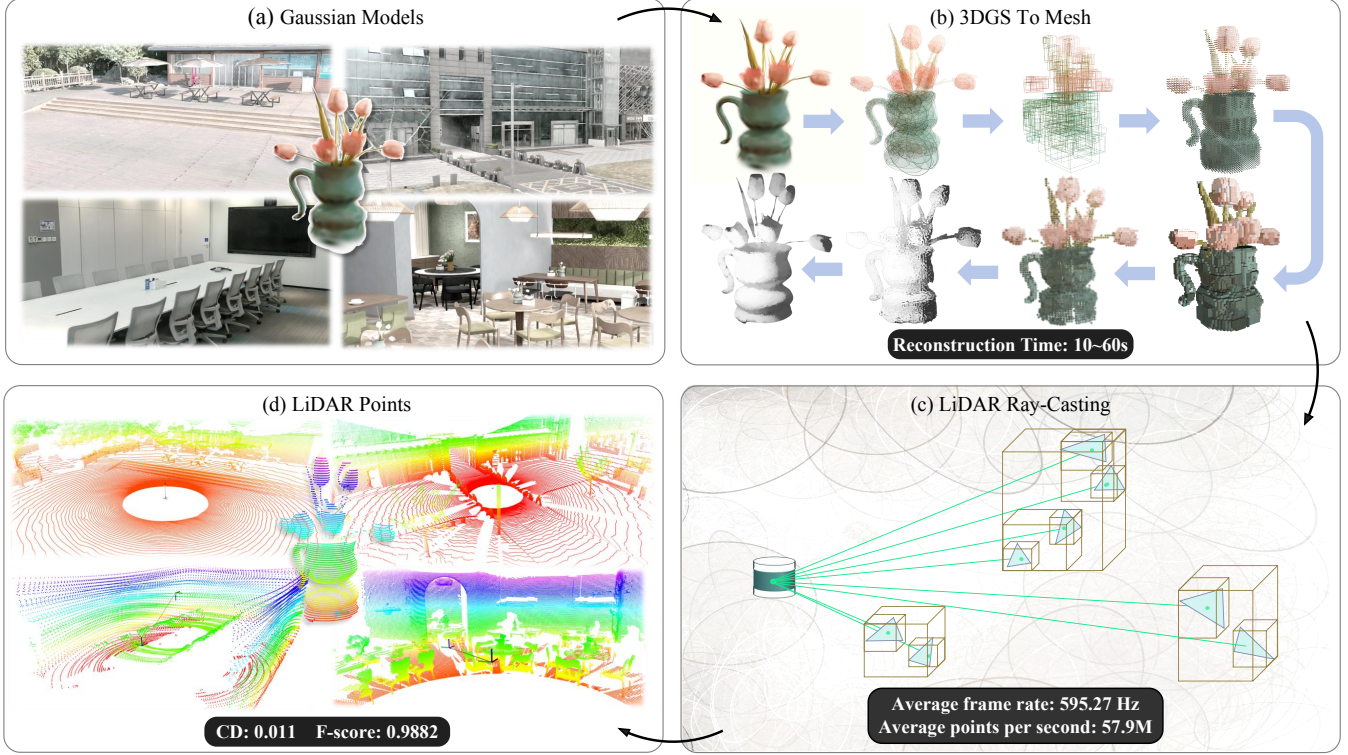 (a) Gaussian Models
(b) 3DGS To Mesh
Reconstruction Time: 10~60s
(d) LiDAR Points
CD: 0.011 F-score: 0.9882
(c) LiDAR Ray-Casting
Average frame rate: 595.27 Hz
Average points per second: 57.9M